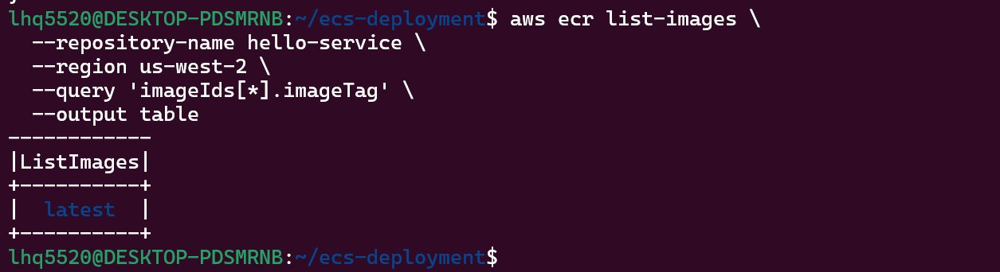 lhq5520@DESKTOP-PDSMRNB:~/ecs-deployment$ aws ecr list-images \
  --repository-name hello-service \
  --region us-west-2 \
  --query 'imageIds[*].imageTag' \
  --output table
------------
|ListImages|
+----------+
|  latest  |
+----------+
lhq5520@DESKTOP-PDSMRNB:~/ecs-deployment$